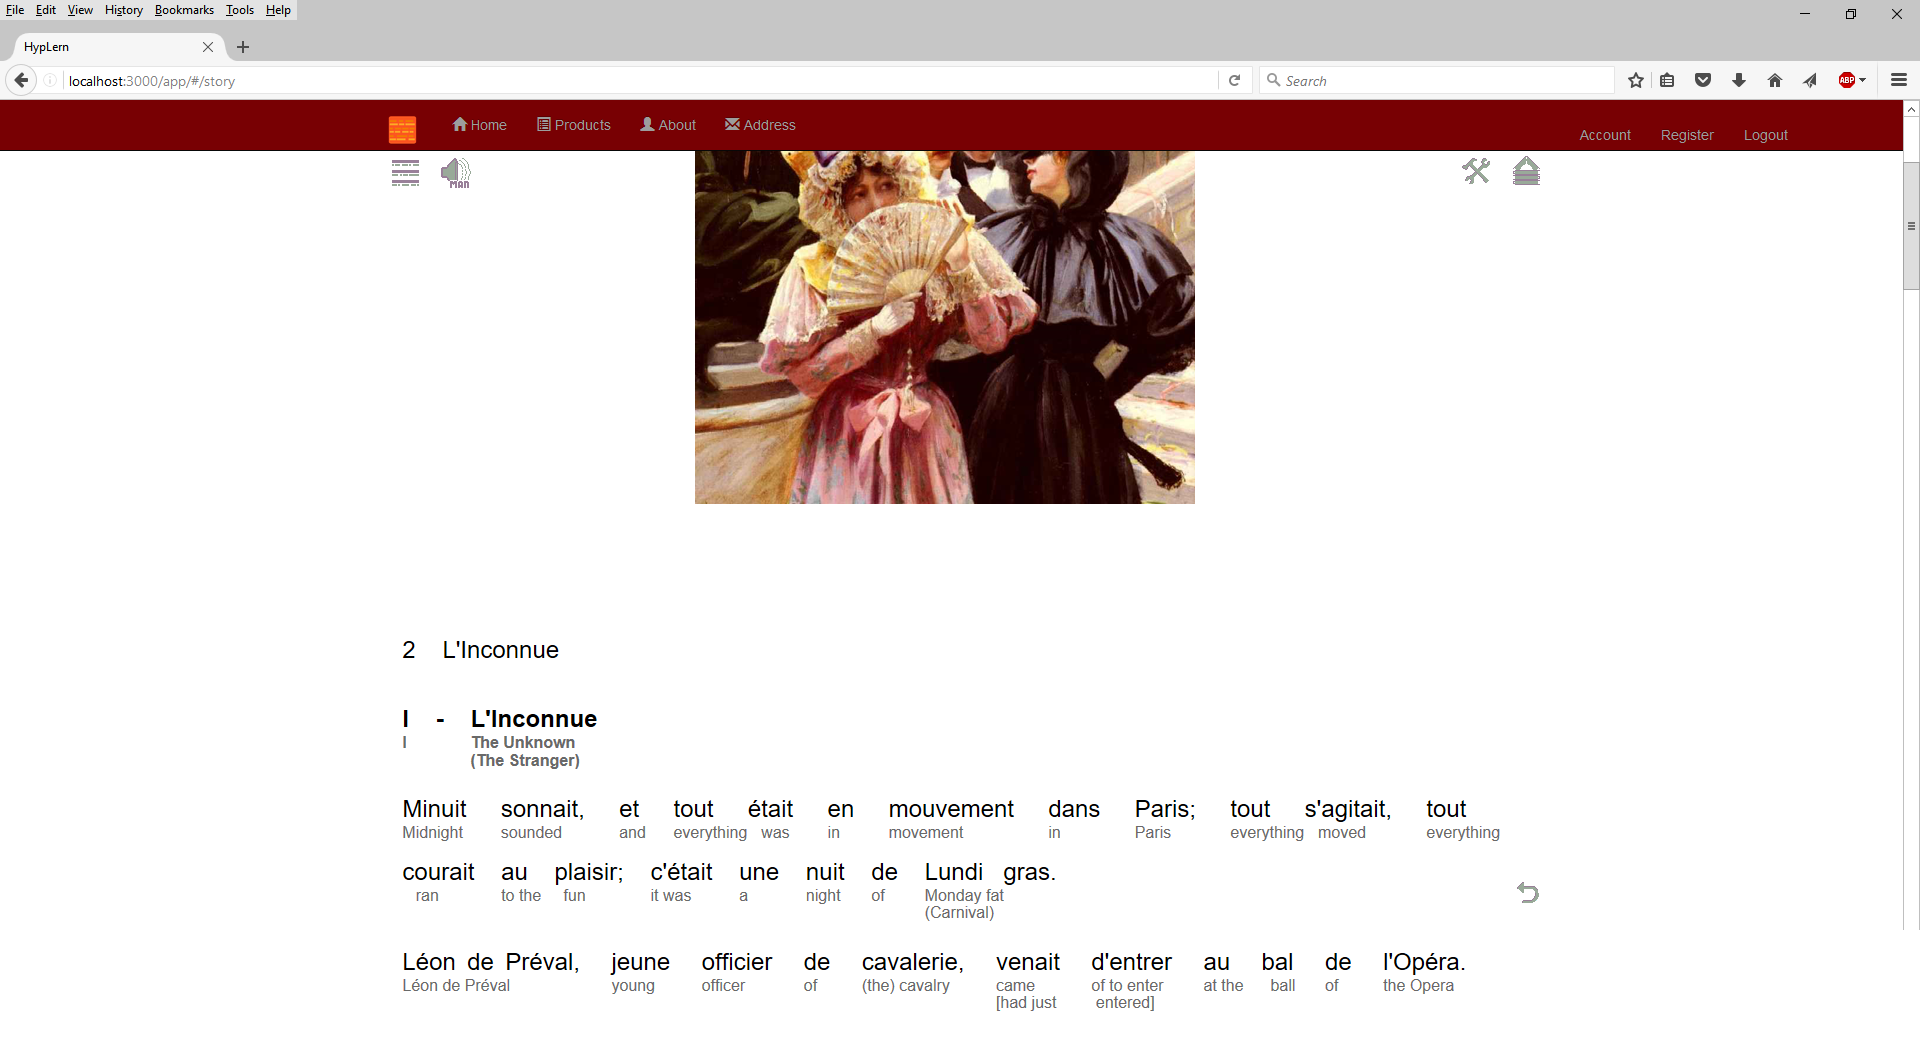 File Edit View History Bookmarks Tools Help
HypLern
localhost:3000/app/#/story
Search
ABP
Home Products About Address
Account Register Logout
MAN
2 L'Inconnue
I - L'Inconnue
I The Unknown
(The Stranger)
Minuit sonnait, et tout était en mouvement dans Paris; tout s'agitait, tout
Midnight sounded and everything was in movement in Paris everything moved everything
courait au plaisir; c'était une nuit de Lundi gras.
ran to the fun it was a night of Monday fat
(Carnival)
Léon de Préval, jeune officier de cavalerie, venait d'entrer au bal de l'Opéra.
Léon de Préval young officer of (the) cavalry came of to enter at the ball of the Opera
[had just entered]